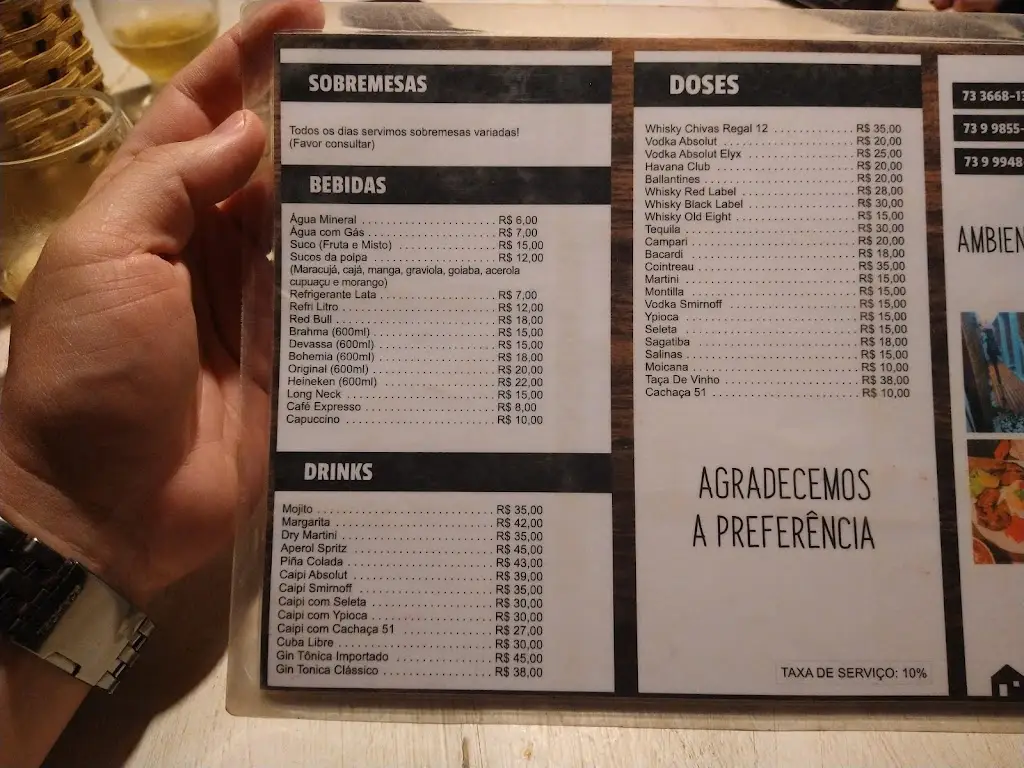 SOBREMESAS
Todos os dias servimos sobremesas variadas!
(Favor consultar)
BEBIDAS
Água Mineral R$ 6,00
Água com Gás R$ 7,00
Suco (Fruta e Misto) R$ 15,00
Sucos da polpa R$ 12,00
(Maracujá, cajá, manga, graviola, goiaba, acerola
cupuaçu e morango)
Refrigerante Lata R$ 7,00
Refri Litro R$ 12,00
Red Bull R$ 18,00
Brahma (600ml) R$ 15,00
Devassa (600ml) R$ 15,00
Bohemia (600ml) R$ 18,00
Original (600ml) R$ 20,00
Heineken (600ml) R$ 22,00
Long Neck R$ 15,00
Café Expresso R$ 8,00
Capuccino R$ 10,00
DRINKS
Mojito R$ 35,00
Margarita R$ 42,00
Dry Martini R$ 35,00
Aperol Spritz R$ 45,00
Piña Colada R$ 43,00
Caipi Absolut R$ 39,00
Caipi Smirnoff R$ 35,00
Caipi com Seleta R$ 30,00
Caipi com Ypioca R$ 30,00
Caipi com Cachaça 51 R$ 27,00
Cuba Libre R$ 30,00
Gin Tônica Importado R$ 45,00
Gin Tonica Clássico R$ 38,00
DOSES
Whisky Chivas Regal 12 R$ 35,00
Vodka Absolut R$ 20,00
Vodka Absolut Elyx R$ 25,00
Havana Club R$ 20,00
Ballantines R$ 20,00
Whisky Red Label R$ 28,00
Whisky Black Label R$ 30,00
Whisky Old Eight R$ 15,00
Tequila R$ 30,00
Campari R$ 20,00
Bacardi R$ 18,00
Cointreau R$ 35,00
Martini R$ 15,00
Montilla R$ 15,00
Vodka Smirnoff R$ 15,00
Ypioca R$ 15,00
Seleta R$ 15,00
Sagatiba R$ 18,00
Salinas R$ 15,00
Moicana R$ 10,00
Taça De Vinho R$ 38,00
Cachaça 51 R$ 10,00
AGRADECEMOS
A PREFERÊNCIA
TAXA DE SERVIÇO: 10%
73 3668-13
73 9 9855-
73 9 9948
AMBIEN